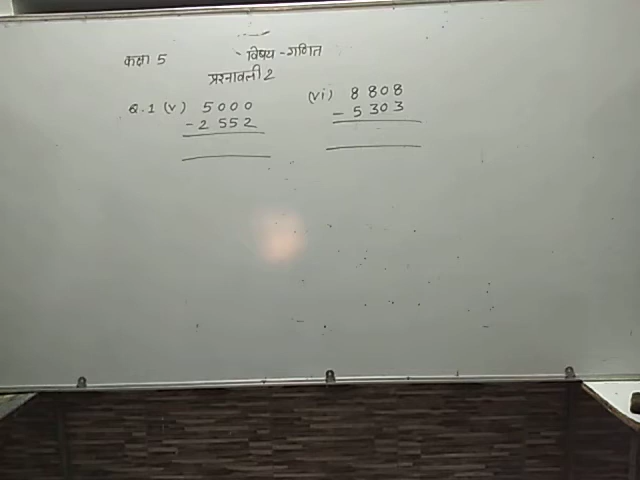 कक्षा 5 विषय - गणित
प्रश्नावली 2
Q.1 (v) 5000 (vi) 8808
- 2552 - 5303